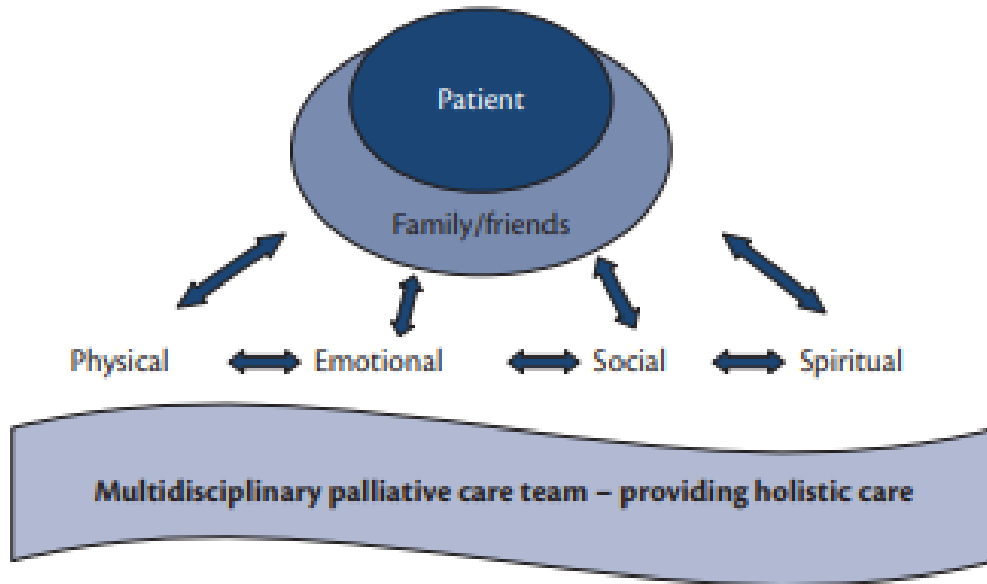 Patient
Family/friends
Physical Emotional Social Spiritual
Multidisciplinary palliative care team – providing holistic care